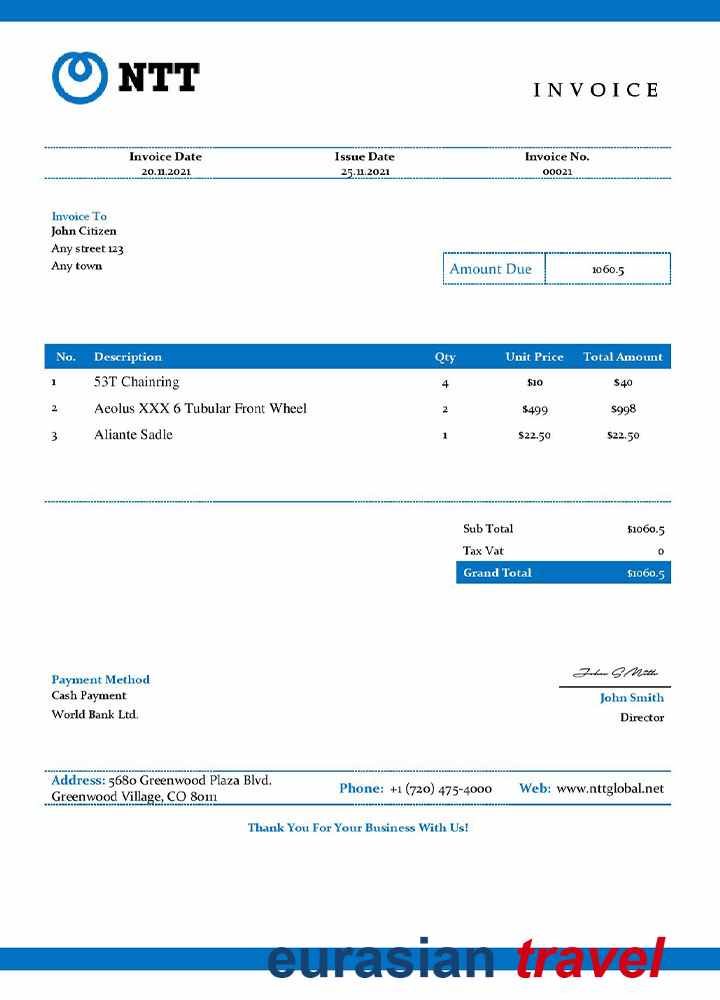 NTT
INVOICE
Invoice Date Issue Date Invoice No.
20.11.2021 25.11.2021 00021
Invoice To
John Citizen
Any street 123
Any town
Amount Due 1060.5
No. Description Qty Unit Price Total Amount
1 53T Chainring 4 $10 $40
2 Aeolus XXX 6 Tubular Front Wheel 2 $499 $998
3 Aliante Sadle 1 $22.50 $22.50
Sub Total $1060.5
Tax Vat 0
Grand Total $1060.5
Payment Method
Cash Payment
World Bank Ltd.
John Smith
Director
Address: 5680 Greenwood Plaza Blvd.
Greenwood Village, CO 80111
Phone: +1 (720) 475-4000 Web: www.nttglobal.net
Thank You For Your Business With Us!
eurasian travel